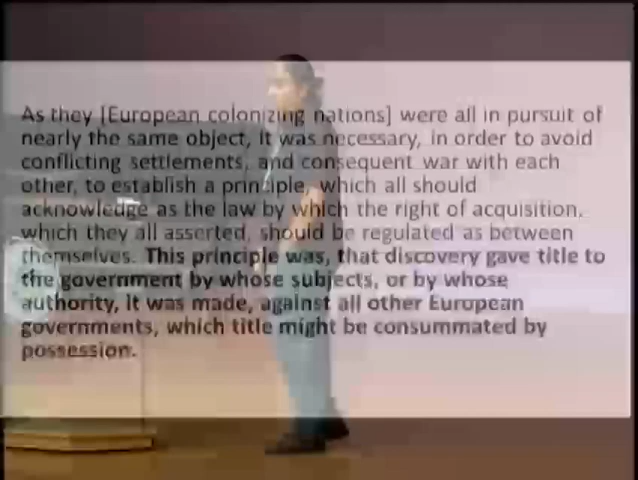 As they [European colonizing nations] were all in pursuit of
nearly the same object, it was necessary, in order to avoid
conflicting settlements, and consequent war with each
other, to establish a principle, which all should
acknowledge as the law by which the right of acquisition,
which they all asserted, should be regulated as between
themselves. This principle was, that discovery gave title to
the government by whose subjects, or by whose
authority, it was made, against all other European
governments, which title might be consummated by
possession.